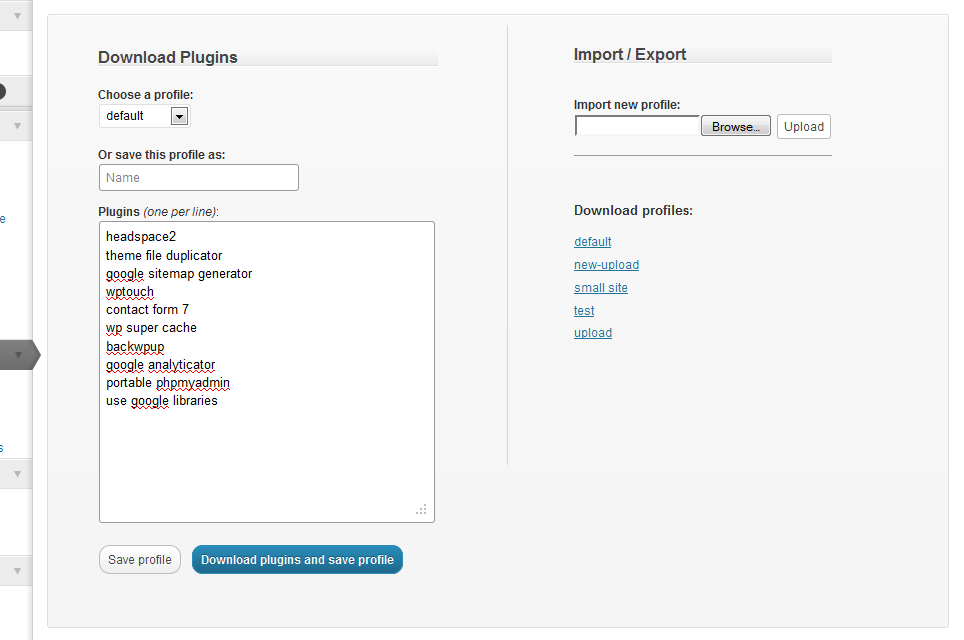 Download Plugins
Choose a profile:
default
Or save this profile as:
Name
Plugins (one per line):
headspace2
theme file duplicator
google sitemap generator
wptouch
contact form 7
wp super cache
backwpup
google analyticator
portable phpmyadmin
use google libraries
Save profile
Download plugins and save profile
Import / Export
Import new profile:
Browse...
Upload
Download profiles:
default
new-upload
small site
test
upload
e
s